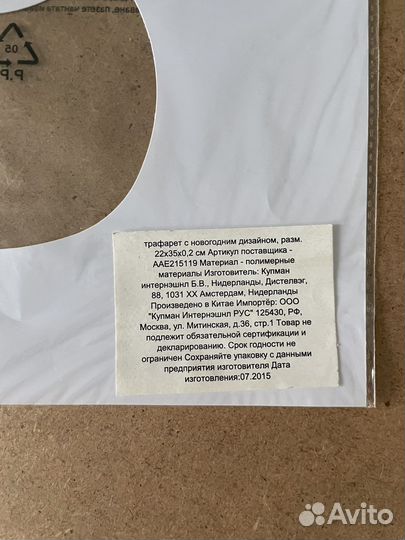 05
P.P
трафарет с новогодним дизайном, разм.
22х35х0,2 см Артикул поставщика -
AAE215119 Материал - полимерные
материалы Изготовитель: Купман
интернэшнл Б.В., Нидерланды, Дистелвэг,
88, 1031 XX Амстердам, Нидерланды
Произведено в Китае Импортёр: ООО
"Купман Интернэшнл РУС" 125430, РФ,
Москва, ул. Митинская, д.36, стр.1 Товар не
подлежит обязательной сертификации и
декларированию. Срок годности не
ограничен Сохраняйте упаковку с данными
предприятия изготовителя Дата
изготовления:07.2015
Avito